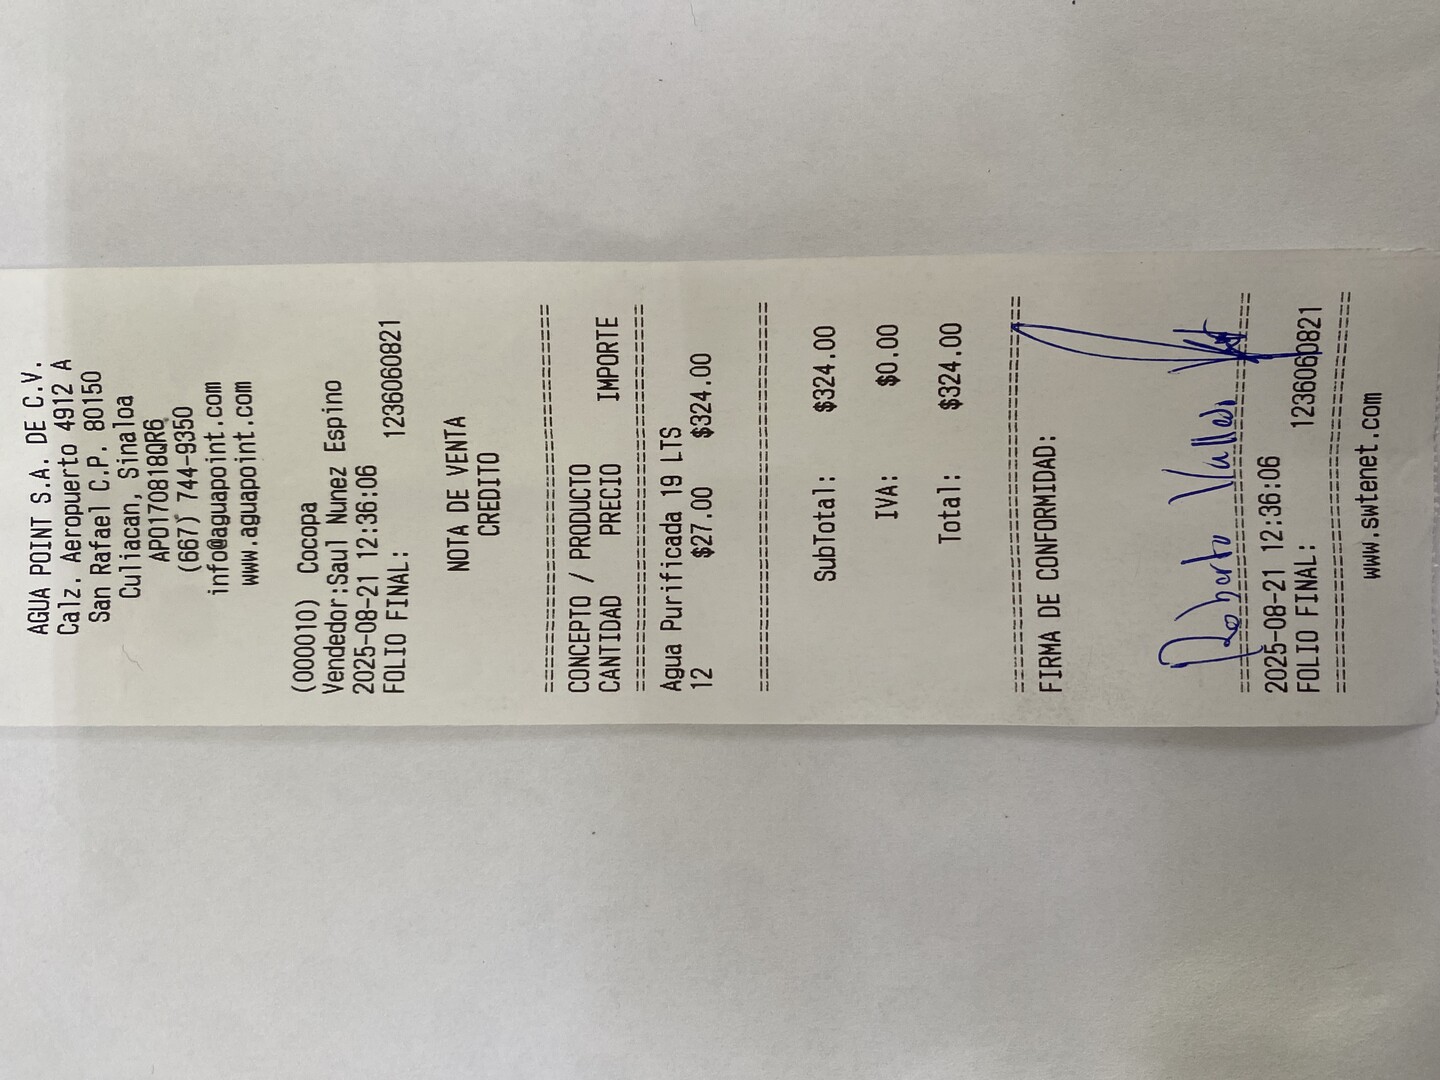 AGUA POINT S.A. DE C.V.
Calz. Aeropuerto 4912 A
San Rafael C.P. 80150
Culiacan, Sinaloa
APO170818QR6
(667) 744-9350
info@aguapoint.com
www.aguapoint.com
(000010) Cocopa
Vendedor:Saul Nunez Espino
2025-08-21 12:36:06
FOLIO FINAL: 1236060821
NOTA DE VENTA
CREDITO
==============================
CONCEPTO / PRODUCTO
CANTIDAD PRECIO IMPORTE
==============================
Agua Purificada 19 LTS
12 $27.00 $324.00
==============================
SubTotal: $324.00
IVA: $0.00
Total: $324.00
==============================
FIRMA DE CONFORMIDAD:
Roberto
==============================
2025-08-21 12:36:06
FOLIO FINAL: 1236060821
==============================
www.swtenet.com